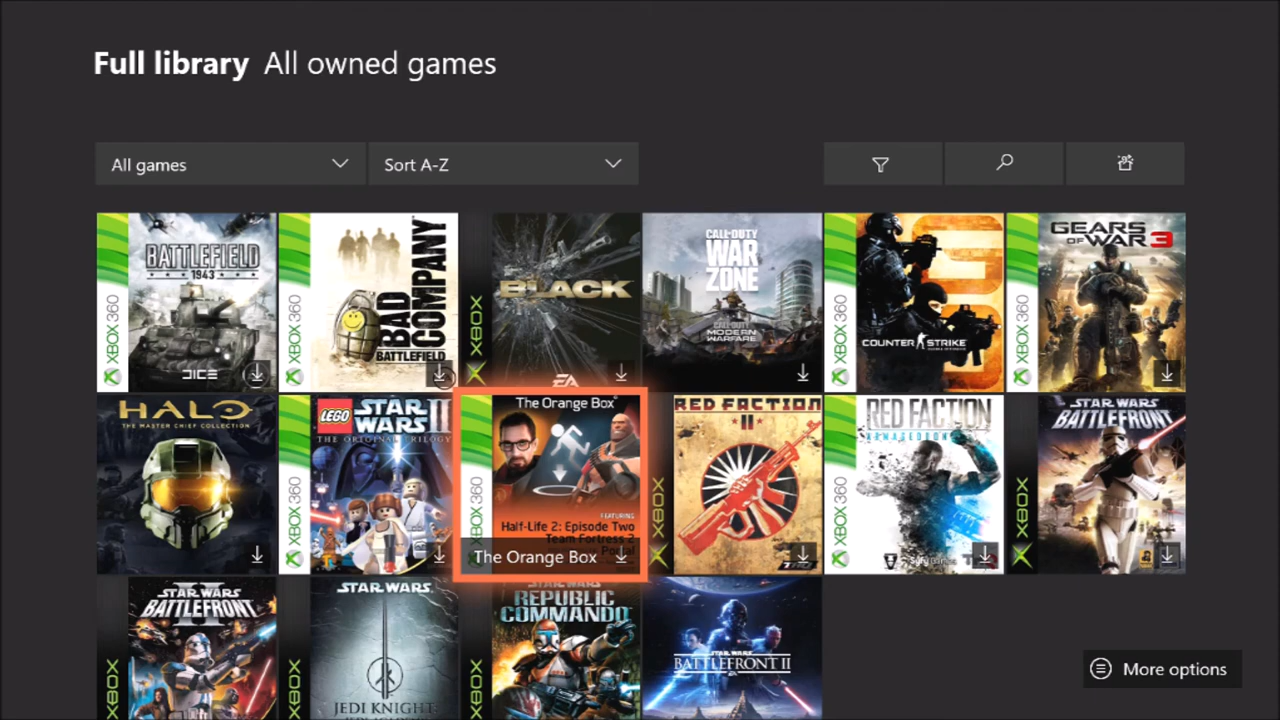 Full library All owned games
All games
Sort A-Z
XBOX 360
BATTLEFIELD
1943
DICE
XBOX 360
BAD
COMPANY
BATTLEFIELD
XBOX
BLACK
EA
CALL OF DUTY
WAR
ZONE
CALL OF DUTY
MODERN
WARFARE
XBOX 360
COUNTER STRIKE
XBOX 360
GEARS
OF WAR 3
HALO
THE MASTER CHIEF COLLECTION
XBOX 360
LEGO STAR WARS II
THE ORIGINAL TRILOGY
XBOX 360
The Orange Box
FEATURING
Half-Life 2: Episode Two
Team Fortress 2
Portal
The Orange Box
XBOX
RED FACTION
II
XBOX 360
RED FACTION
ARMAGEDDON
XBOX
STAR WARS
BATTLEFRONT
XBOX
STAR WARS
BATTLEFRONT
II
XBOX
STAR WARS
JEDI KNIGHT
XBOX
STAR WARS
REPUBLIC
COMMANDO
STAR WARS
BATTLEFRONT II
EA
More options